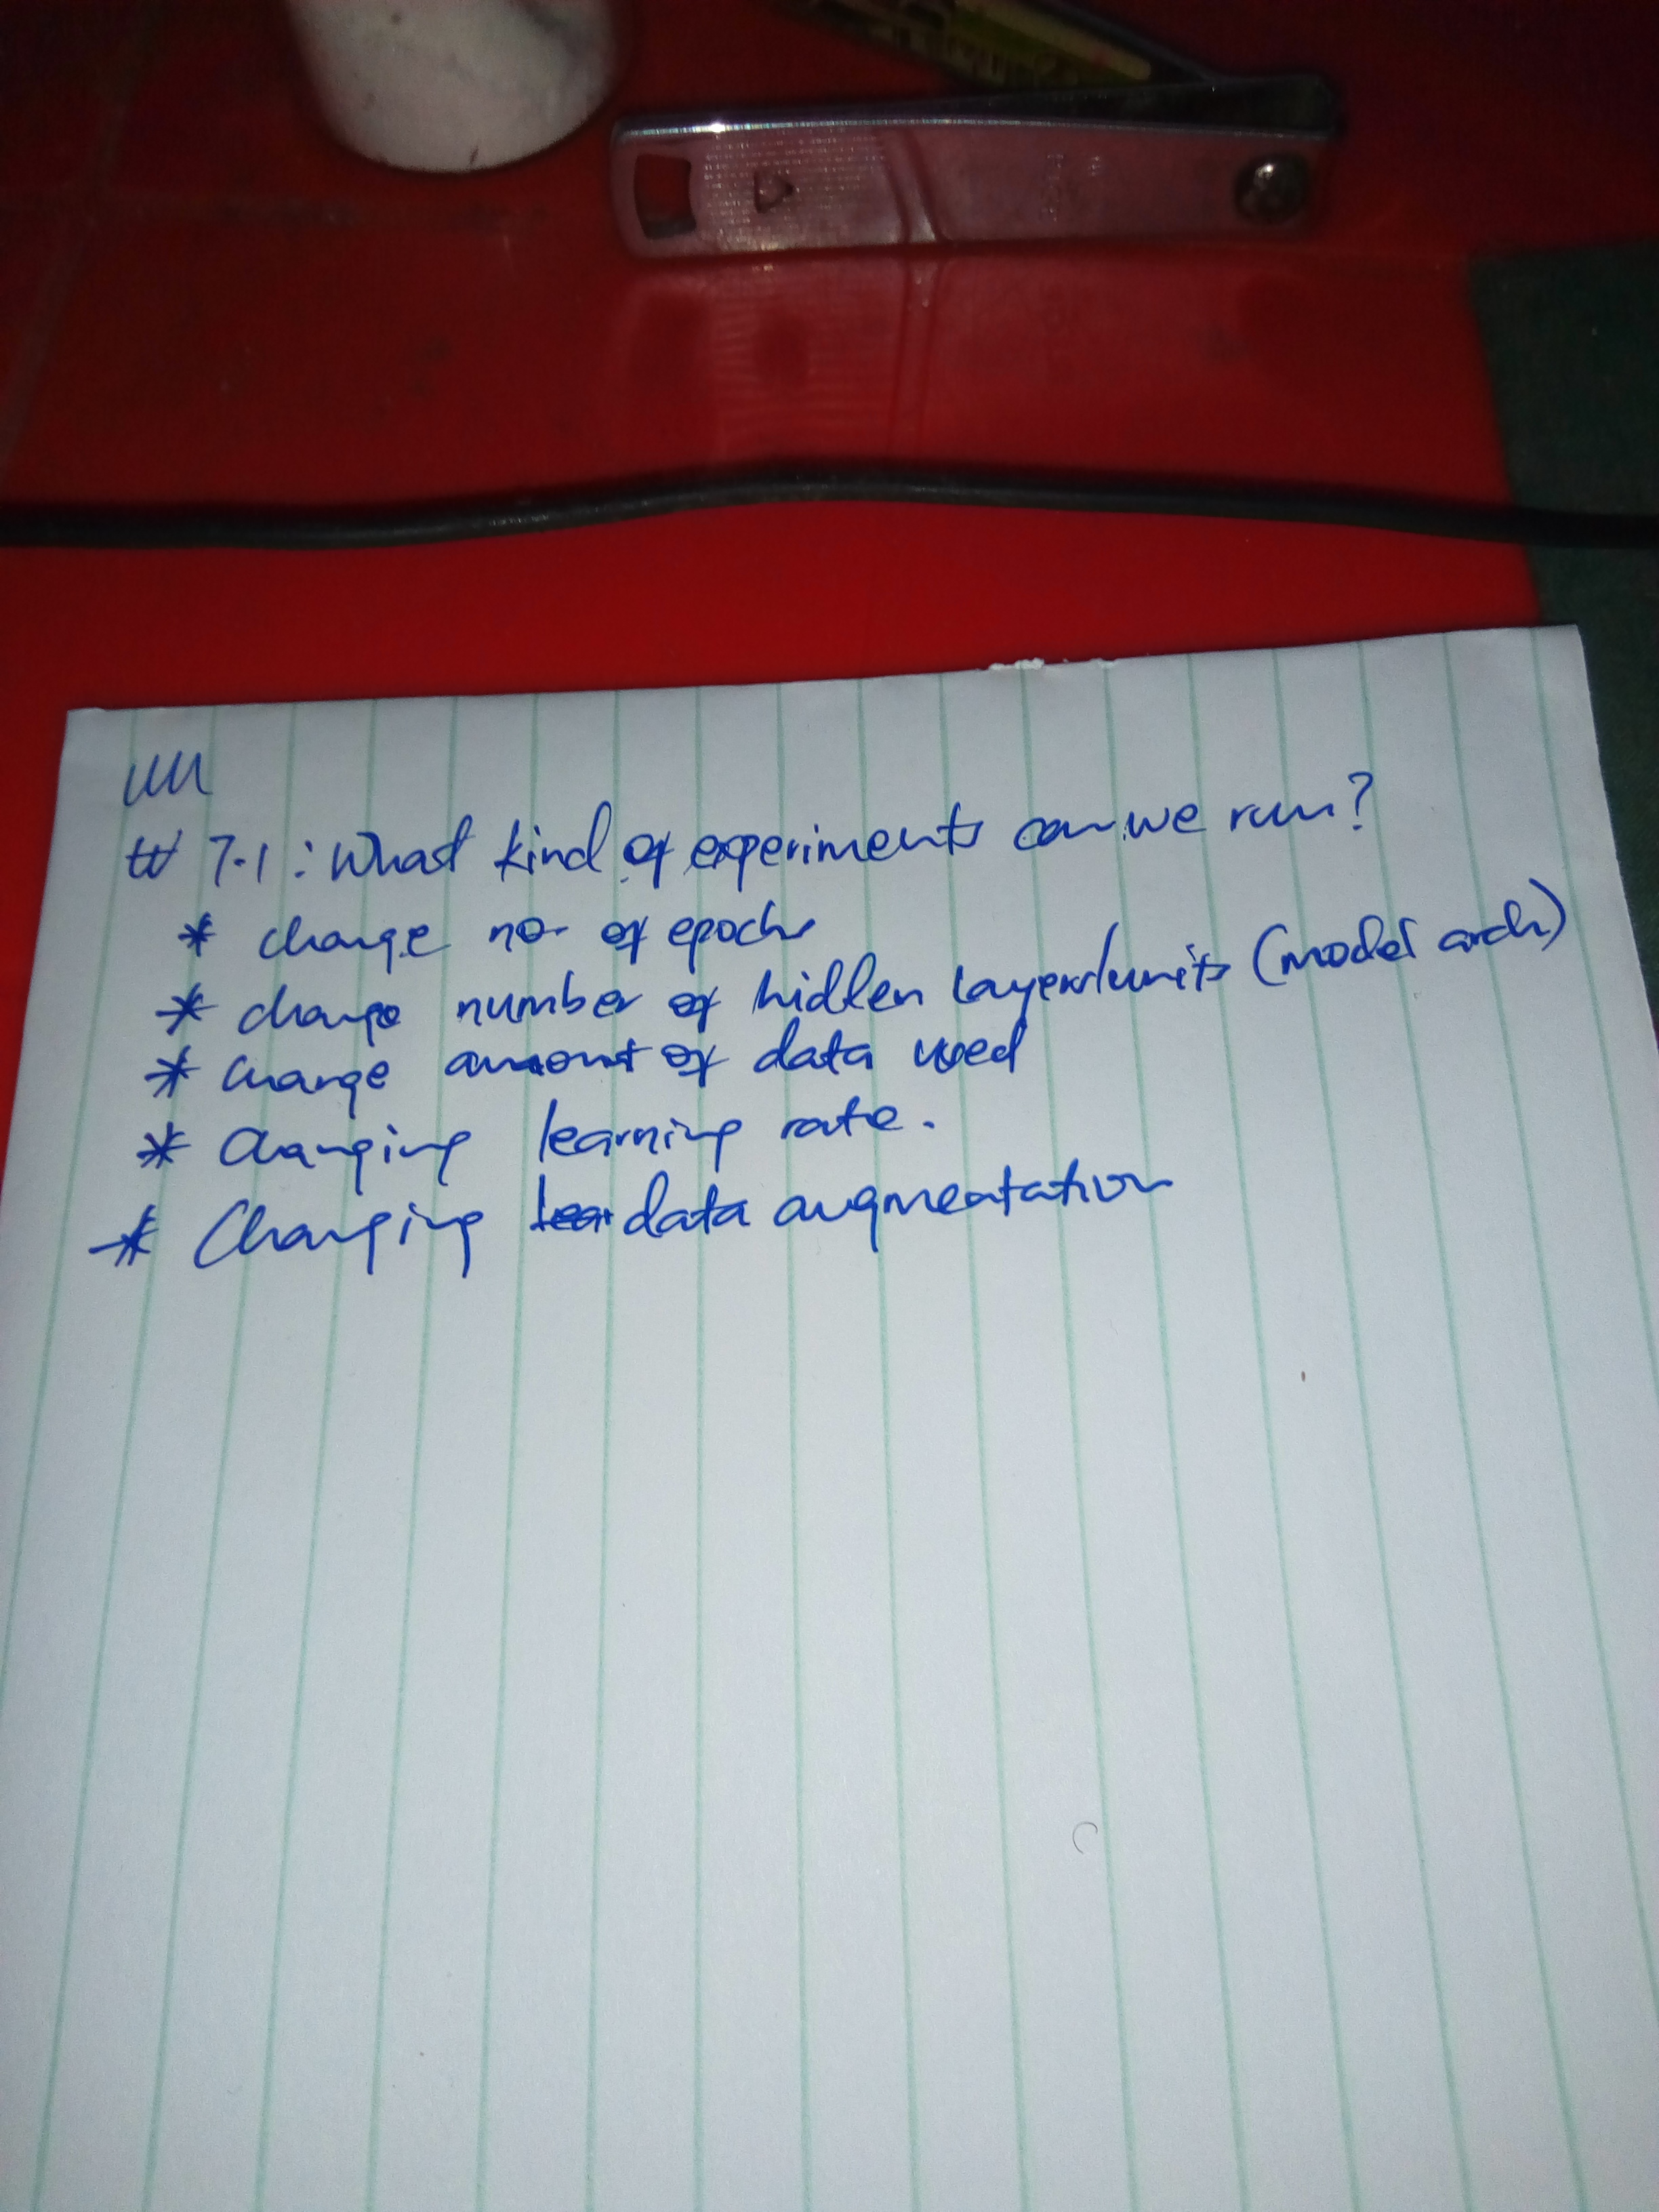 # 7.1: What kind of experiments can we run?
* change no. of epochs
* change number of hidden layers/units (model arch)
* change amount of data used
* Changing learning rate.
* Changing data augmentation